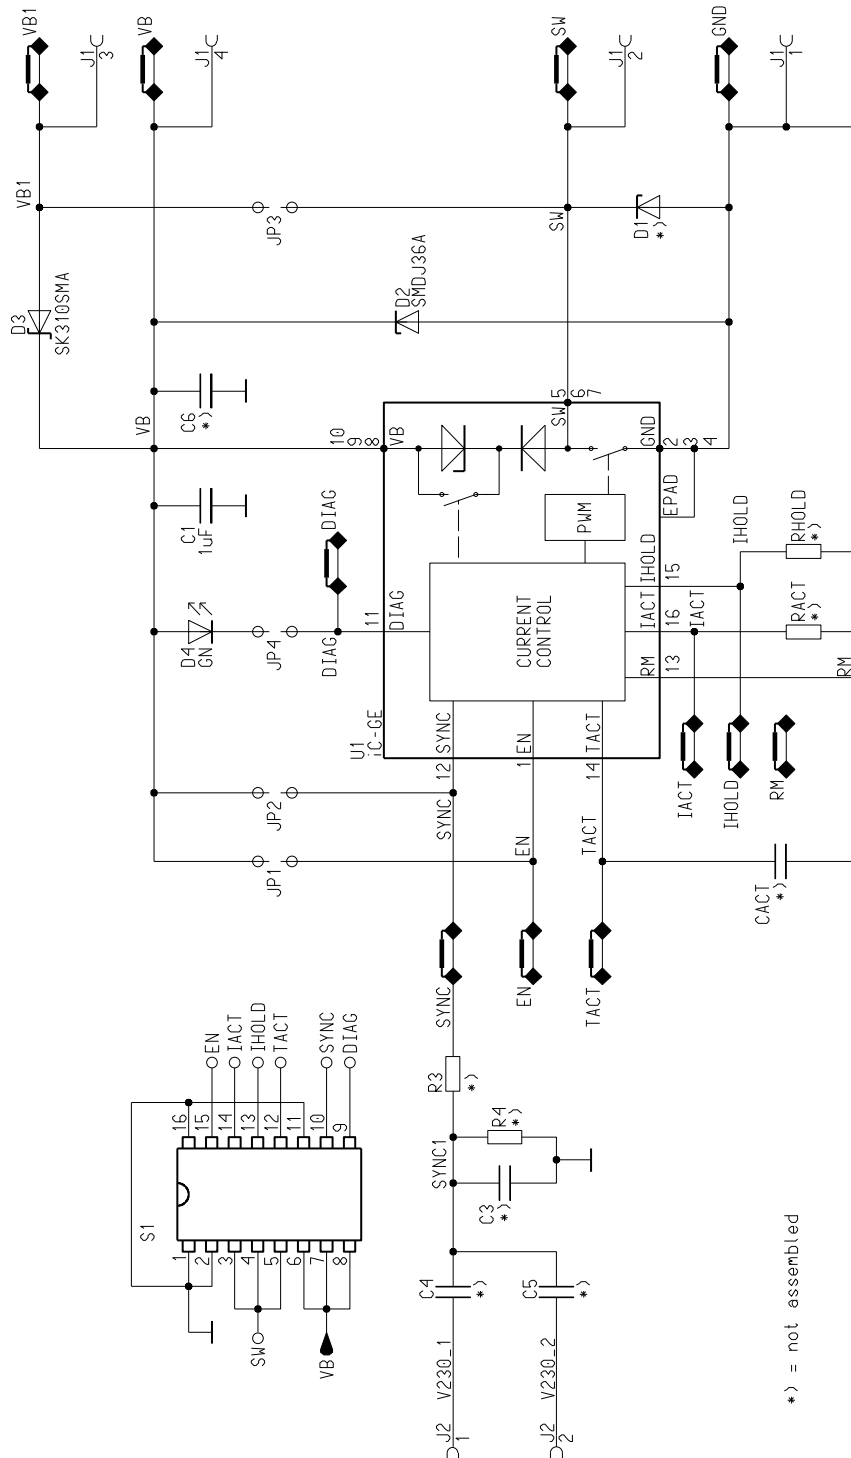 VB1
J1
3
VB
J1
4
SW
J1
2
GND
J1
1
VB1
JP3
SW
D1
*)
D3
SK310SMA
D2
SMDJ36A
VB
C6
*)
10
9
8
VB
SW
5
6
7
GND
2
3
4
EPAD
C1
1uF
DIAG
PWM
IHOLD
RHOLD
*)
D4
GN
JP4
DIAG
11
DIAG
CURRENT
CONTROL
IHOLD
15
IACT
16
IACT
RACT
*)
RM
13
RM
U1
iC-GE
12
SYNC
1
EN
14
TACT
JP2
SYNC
IACT
IHOLD
RM
JP1
EN
TACT
CACT
*)
SYNC
EN
TACT
EN
IACT
IHOLD
TACT
SYNC
DIAG
16
15
14
13
12
11
10
9
S1
1
2
3
4
5
6
7
8
SW
VB
R3
*)
R4
*)
SYNC1
C3
*)
C4
*)
C5
*)
V230_1
V230_2
J2
1
J2
2
*) = not assembled